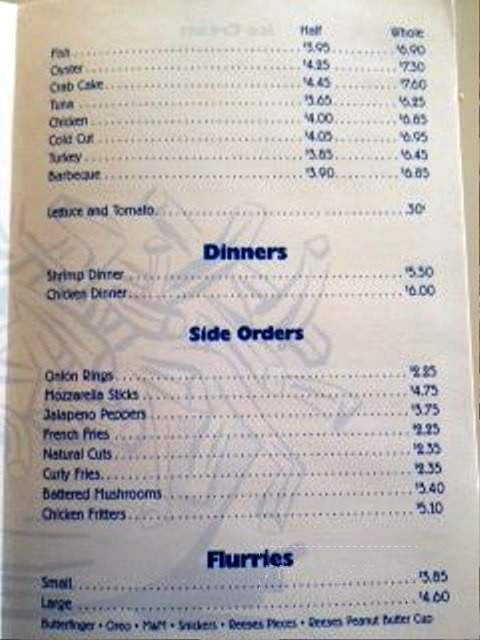 Half Whole
Fish $3.95 $6.90
Oyster $4.25 $7.30
Crab Cake $4.45 $7.60
Tuna $3.65 $6.25
Chicken $4.00 $6.85
Cold Cut $4.05 $6.95
Turkey $3.85 $6.45
Barbeque $3.90 $6.85
Lettuce and Tomato 30¢
Dinners
Shrimp Dinner $5.50
Chicken Dinner $6.00
Side Orders
Onion Rings $2.25
Mozzarella Sticks $4.75
Jalapeno Peppers $3.75
French Fries $2.25
Natural Cuts $2.35
Curly Fries $2.35
Battered Mushrooms $3.40
Chicken Fritters $5.10
Flurries
Small $3.85
Large $4.60
Butterfinger • Oreo • M&M • Snickers • Reeses Pieces • Reeses Peanut Butter Cup